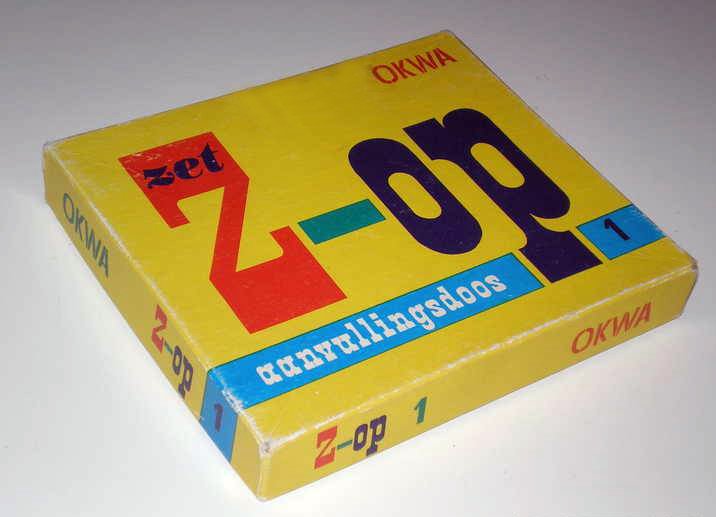 OKWA
zet
Z-op
aanvullingsdoos 1
OKWA
Z-op 1
Z-op 1
OKWA